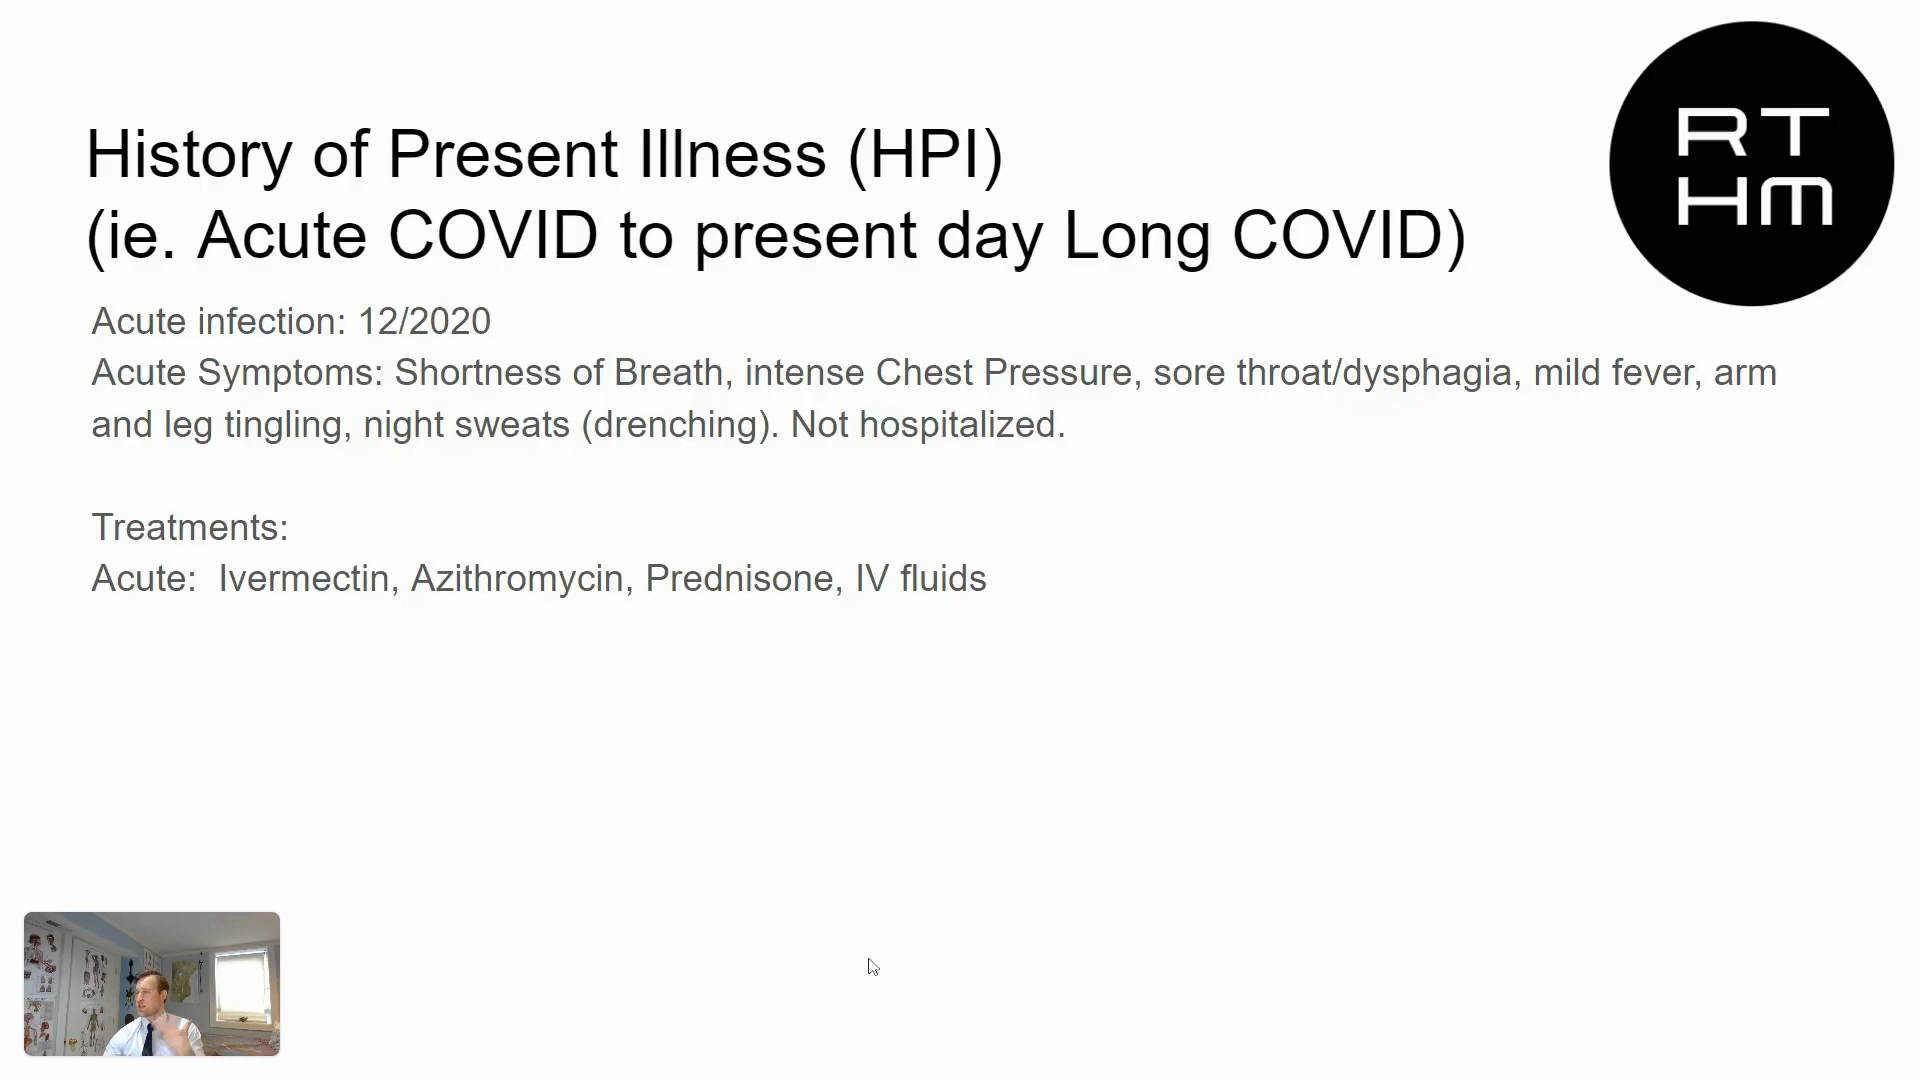 RT
HM
History of Present Illness (HPI)
(ie. Acute COVID to present day Long COVID)
Acute infection: 12/2020
Acute Symptoms: Shortness of Breath, intense Chest Pressure, sore throat/dysphagia, mild fever, arm
and leg tingling, night sweats (drenching). Not hospitalized.
Treatments:
Acute:  Ivermectin, Azithromycin, Prednisone, IV fluids